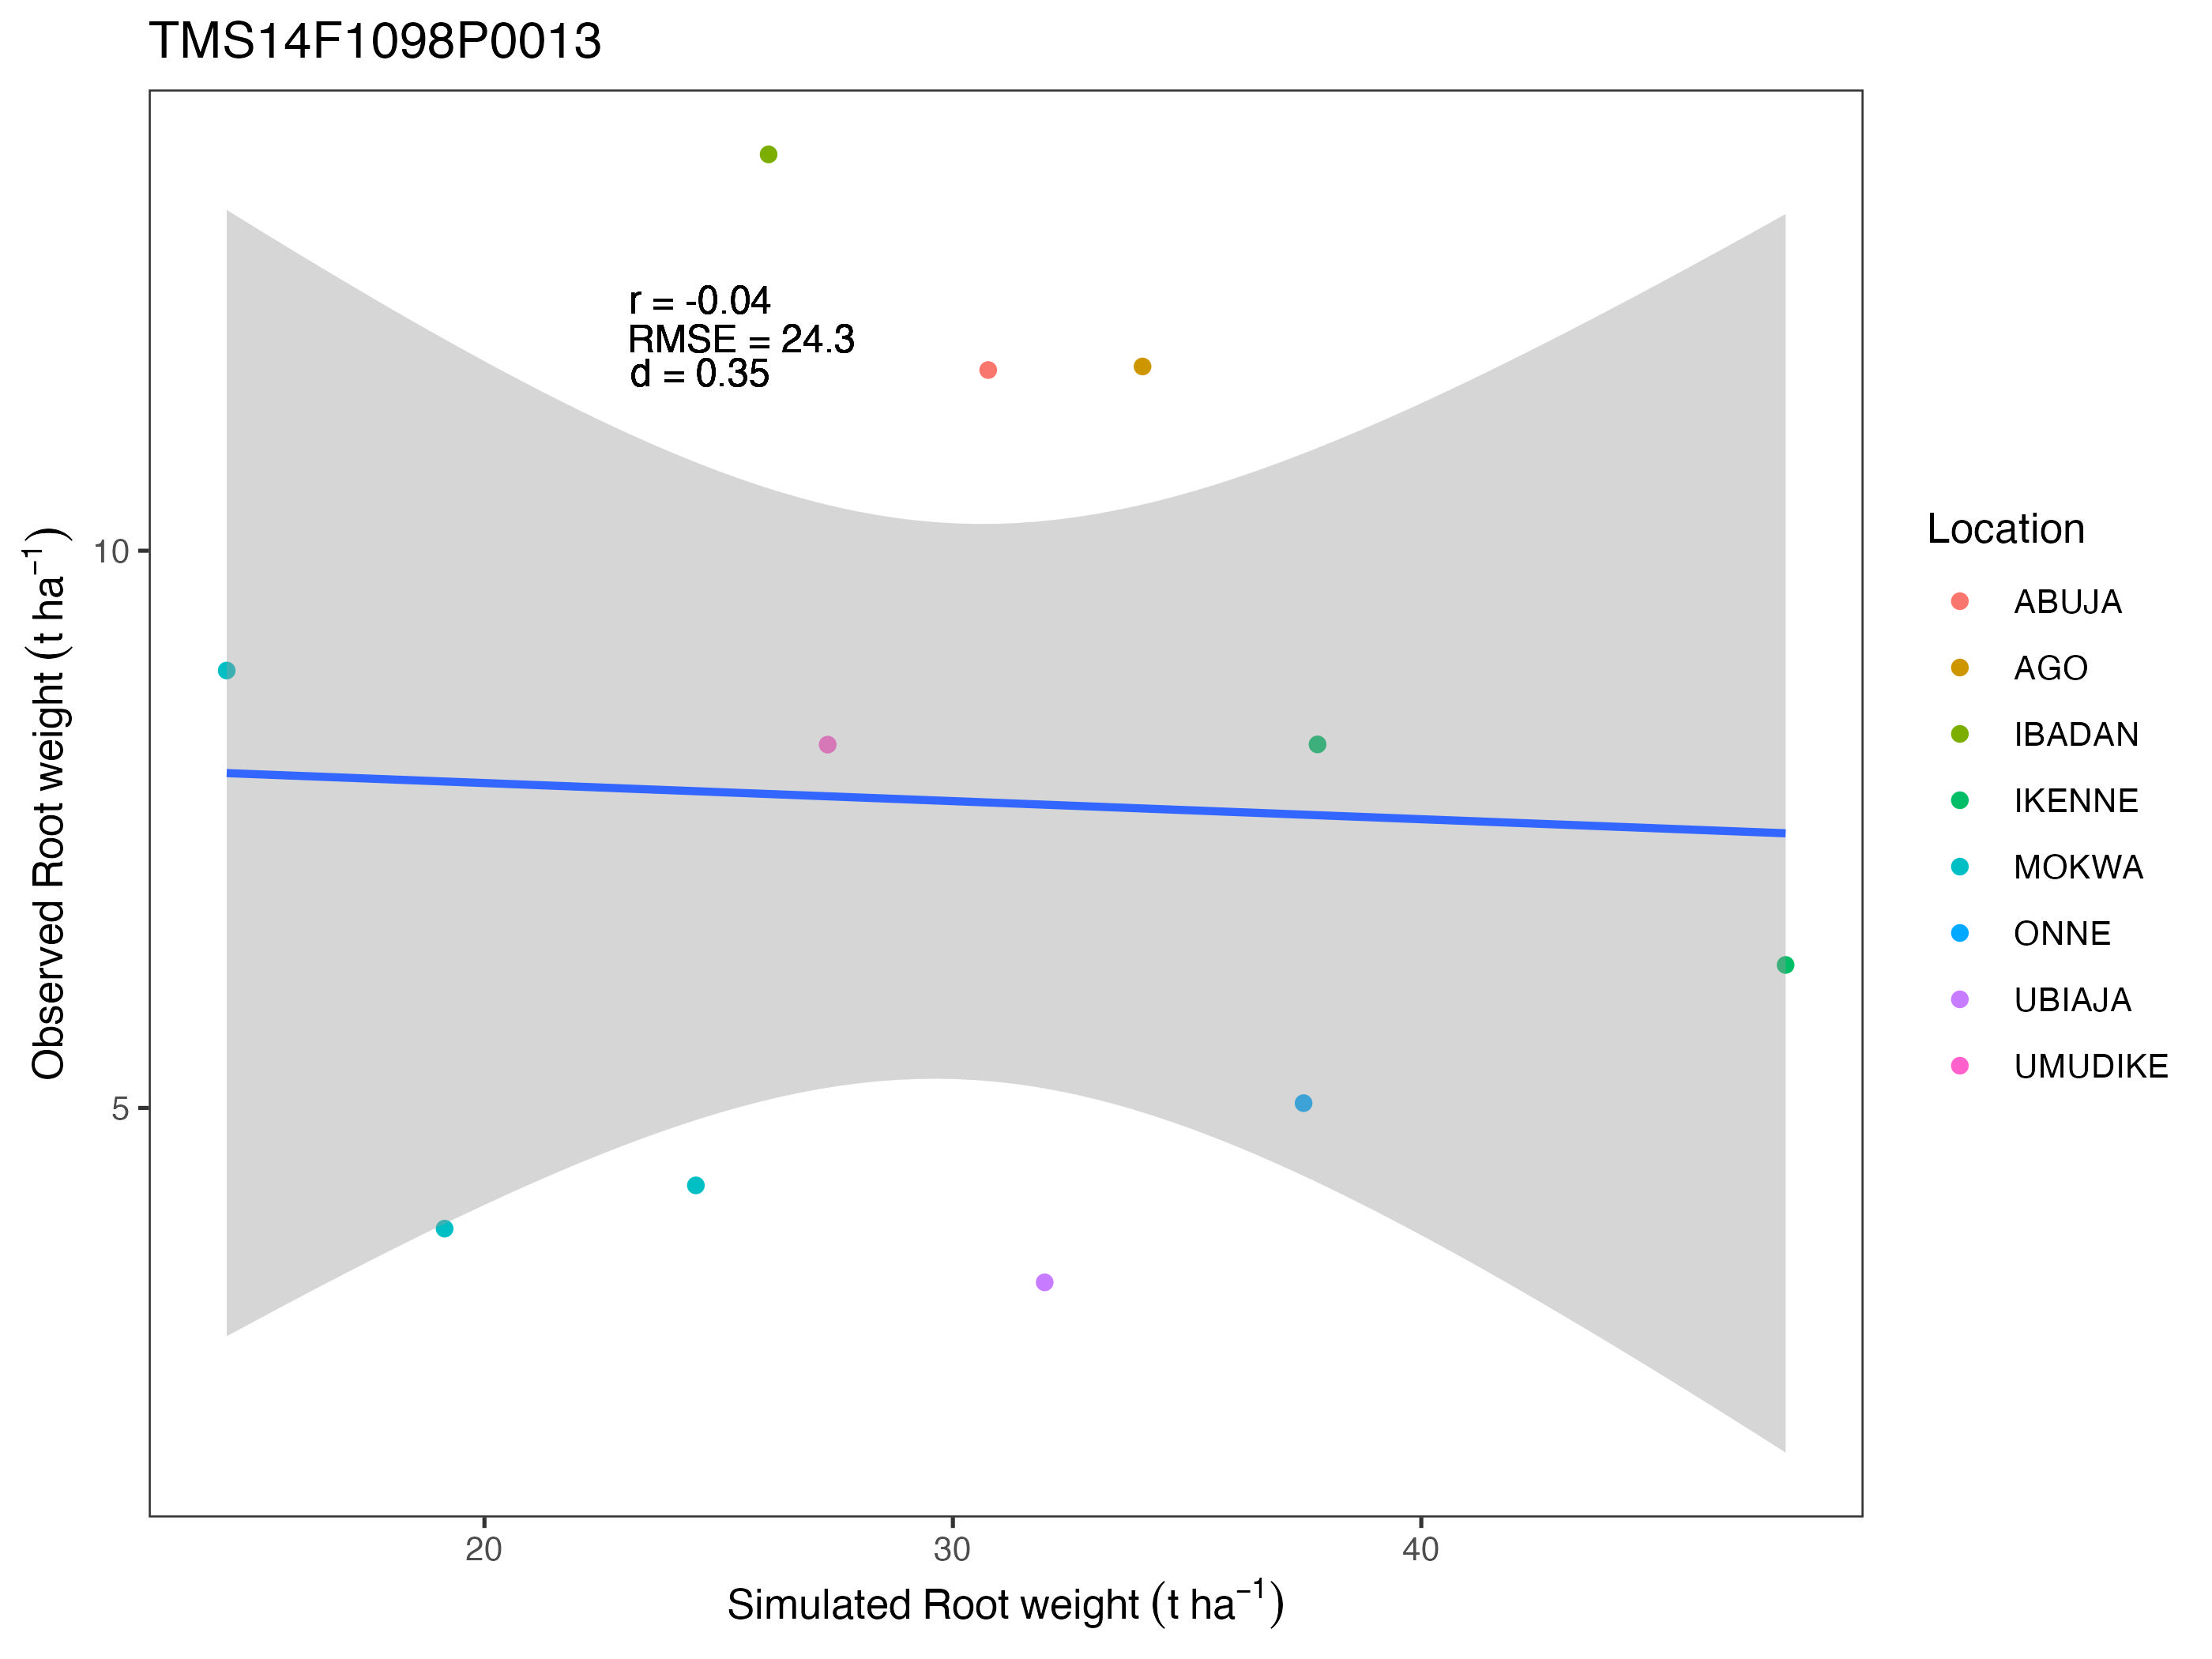 TMS14F1098P0013
r = -0.04
RMSE = 24.3
d = 0.35
Observed Root weight (t ha⁻¹)
10
5
20
30
40
Simulated Root weight (t ha⁻¹)
Location
ABUJA
AGO
IBADAN
IKENNE
MOKWA
ONNE
UBIAJA
UMUDIKE